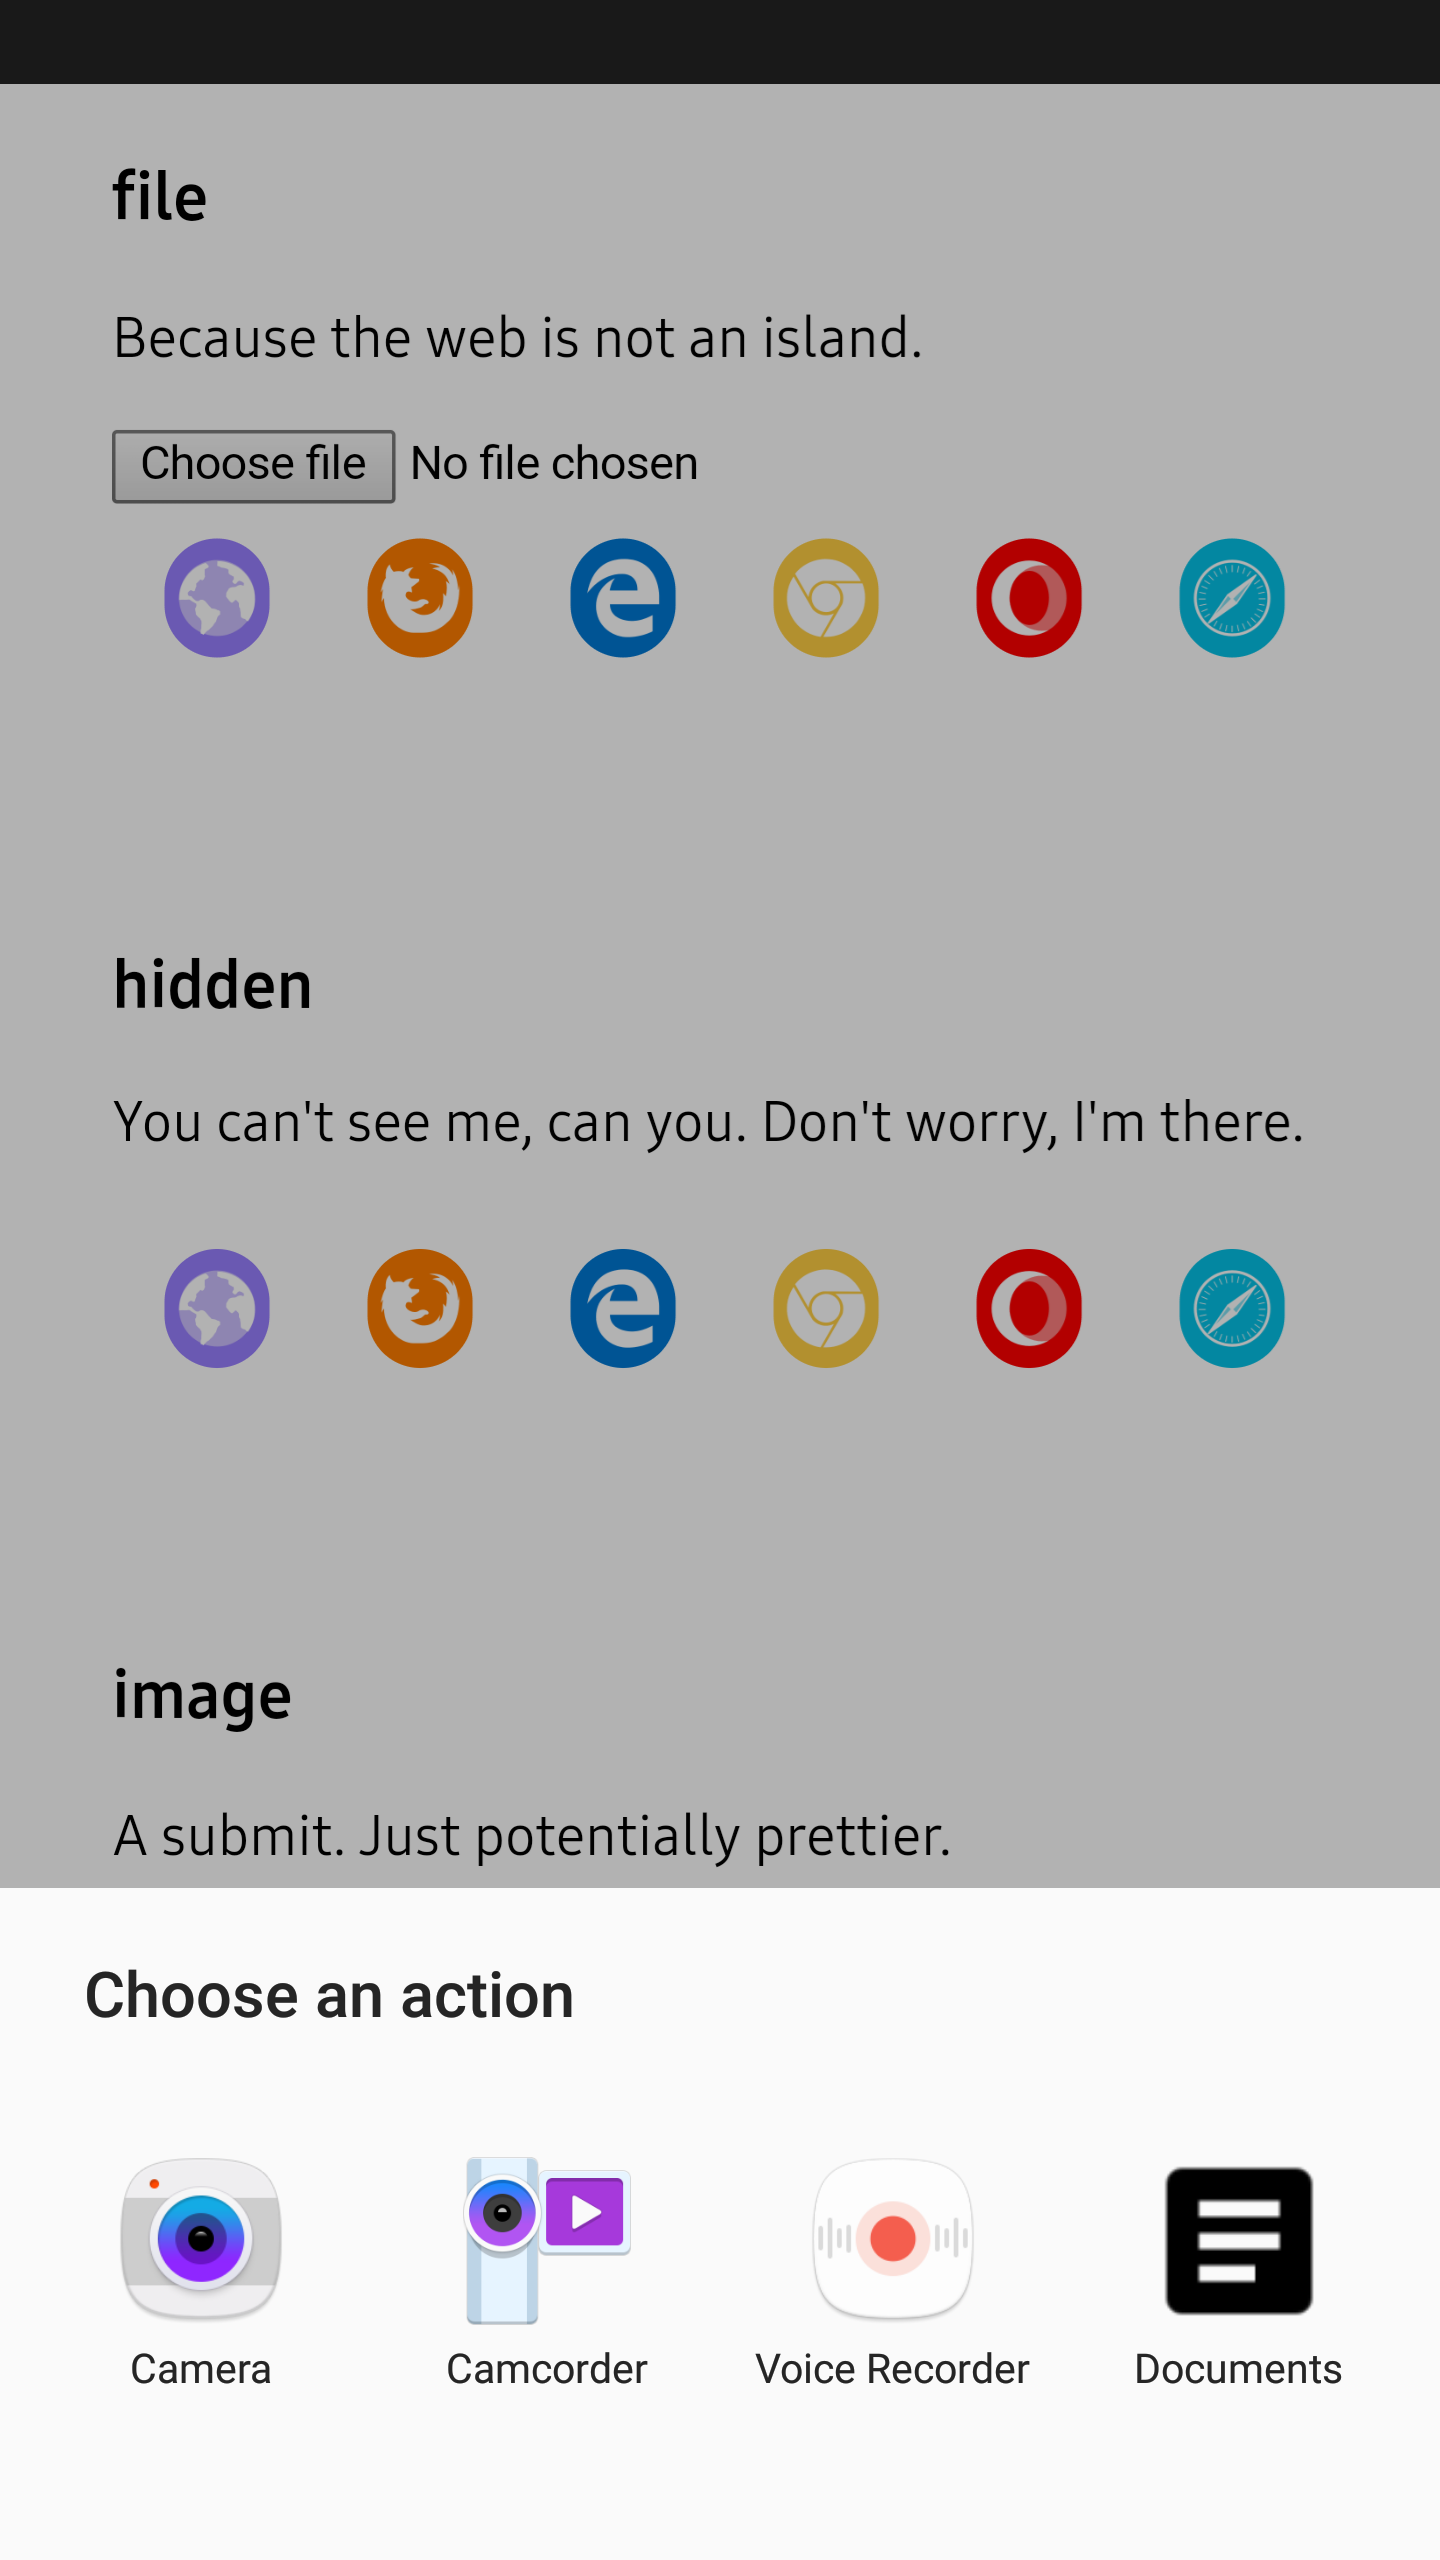 file
Because the web is not an island.
Choose file No file chosen
hidden
You can't see me, can you. Don't worry, I'm there.
image
A submit. Just potentially prettier.
Choose an action
Camera Camcorder Voice Recorder Documents